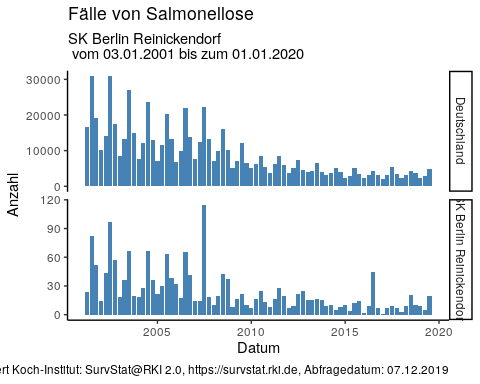 Fälle von Salmonellose
SK Berlin Reinickendorf
vom 03.01.2001 bis zum 01.01.2020
30000
20000
10000
0
Deutschland
Anzahl
120
90
60
30
0
SK Berlin Reinickendorf
2005
2010
2015
2020
Datum
ert Koch-Institut: SurvStat@RKI 2.0, https://survstat.rki.de, Abfragedatum: 07.12.2019